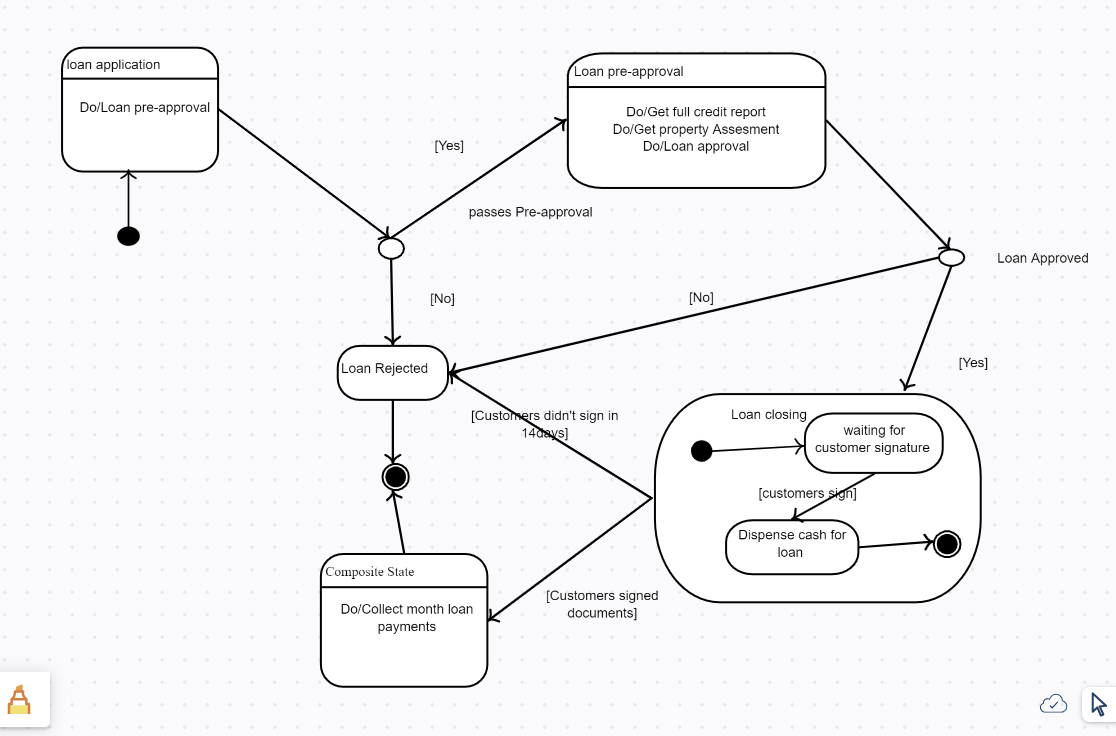 loan application
Do/Loan pre-approval
Loan pre-approval
Do/Get full credit report
Do/Get property Assesment
Do/Loan approval
[Yes]
passes Pre-approval
Loan Approved
[No]
[No]
[Yes]
Loan Rejected
[Customers didn't sign in
14days]
Loan closing
waiting for
customer signature
[customers sign]
Dispense cash for
loan
Composite State
Do/Collect month loan
payments
[Customers signed
documents]